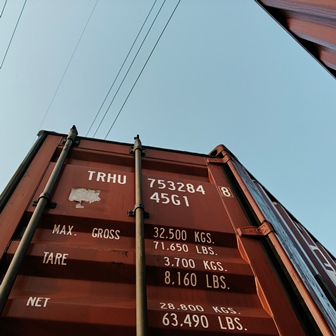 TRHU 753284 8
45G1
MAX. GROSS 32.500 KGS.
71.650 LBS.
TARE 3.700 KGS.
8,160 LBS.
NET 28.800 KGS.
63.490 LBS.